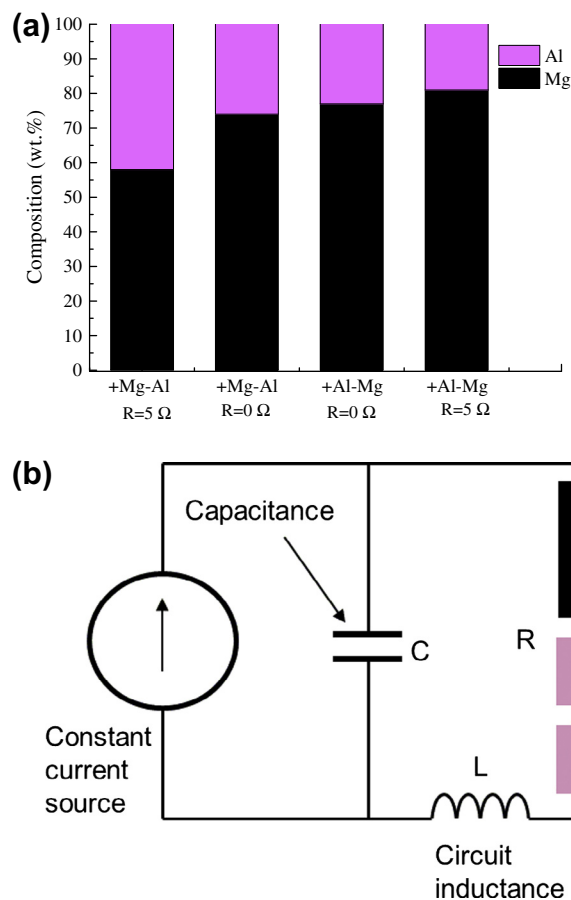 (a)
Al
Mg
Composition (wt.%)
100
90
80
70
60
50
40
30
20
10
0
+Mg-Al +Mg-Al +Al-Mg +Al-Mg
R=5 Ω R=0 Ω R=0 Ω R=5 Ω
(b)
Capacitance
C
R
Constant
current
source
L
Circuit
inductance